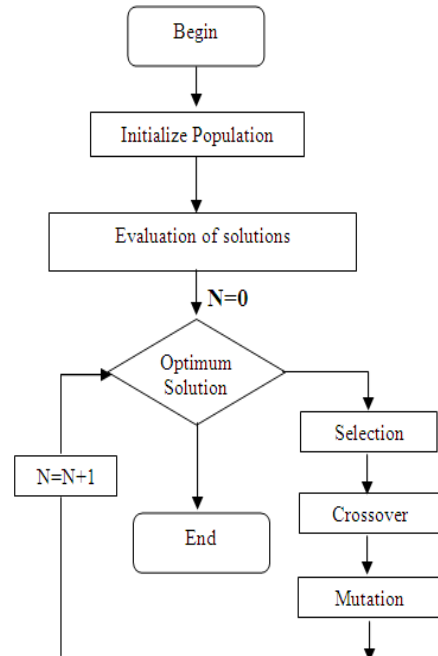 Begin
Initialize Population
Evaluation of solutions
N=0
Optimum
Solution
Selection
N=N+1
Crossover
End
Mutation